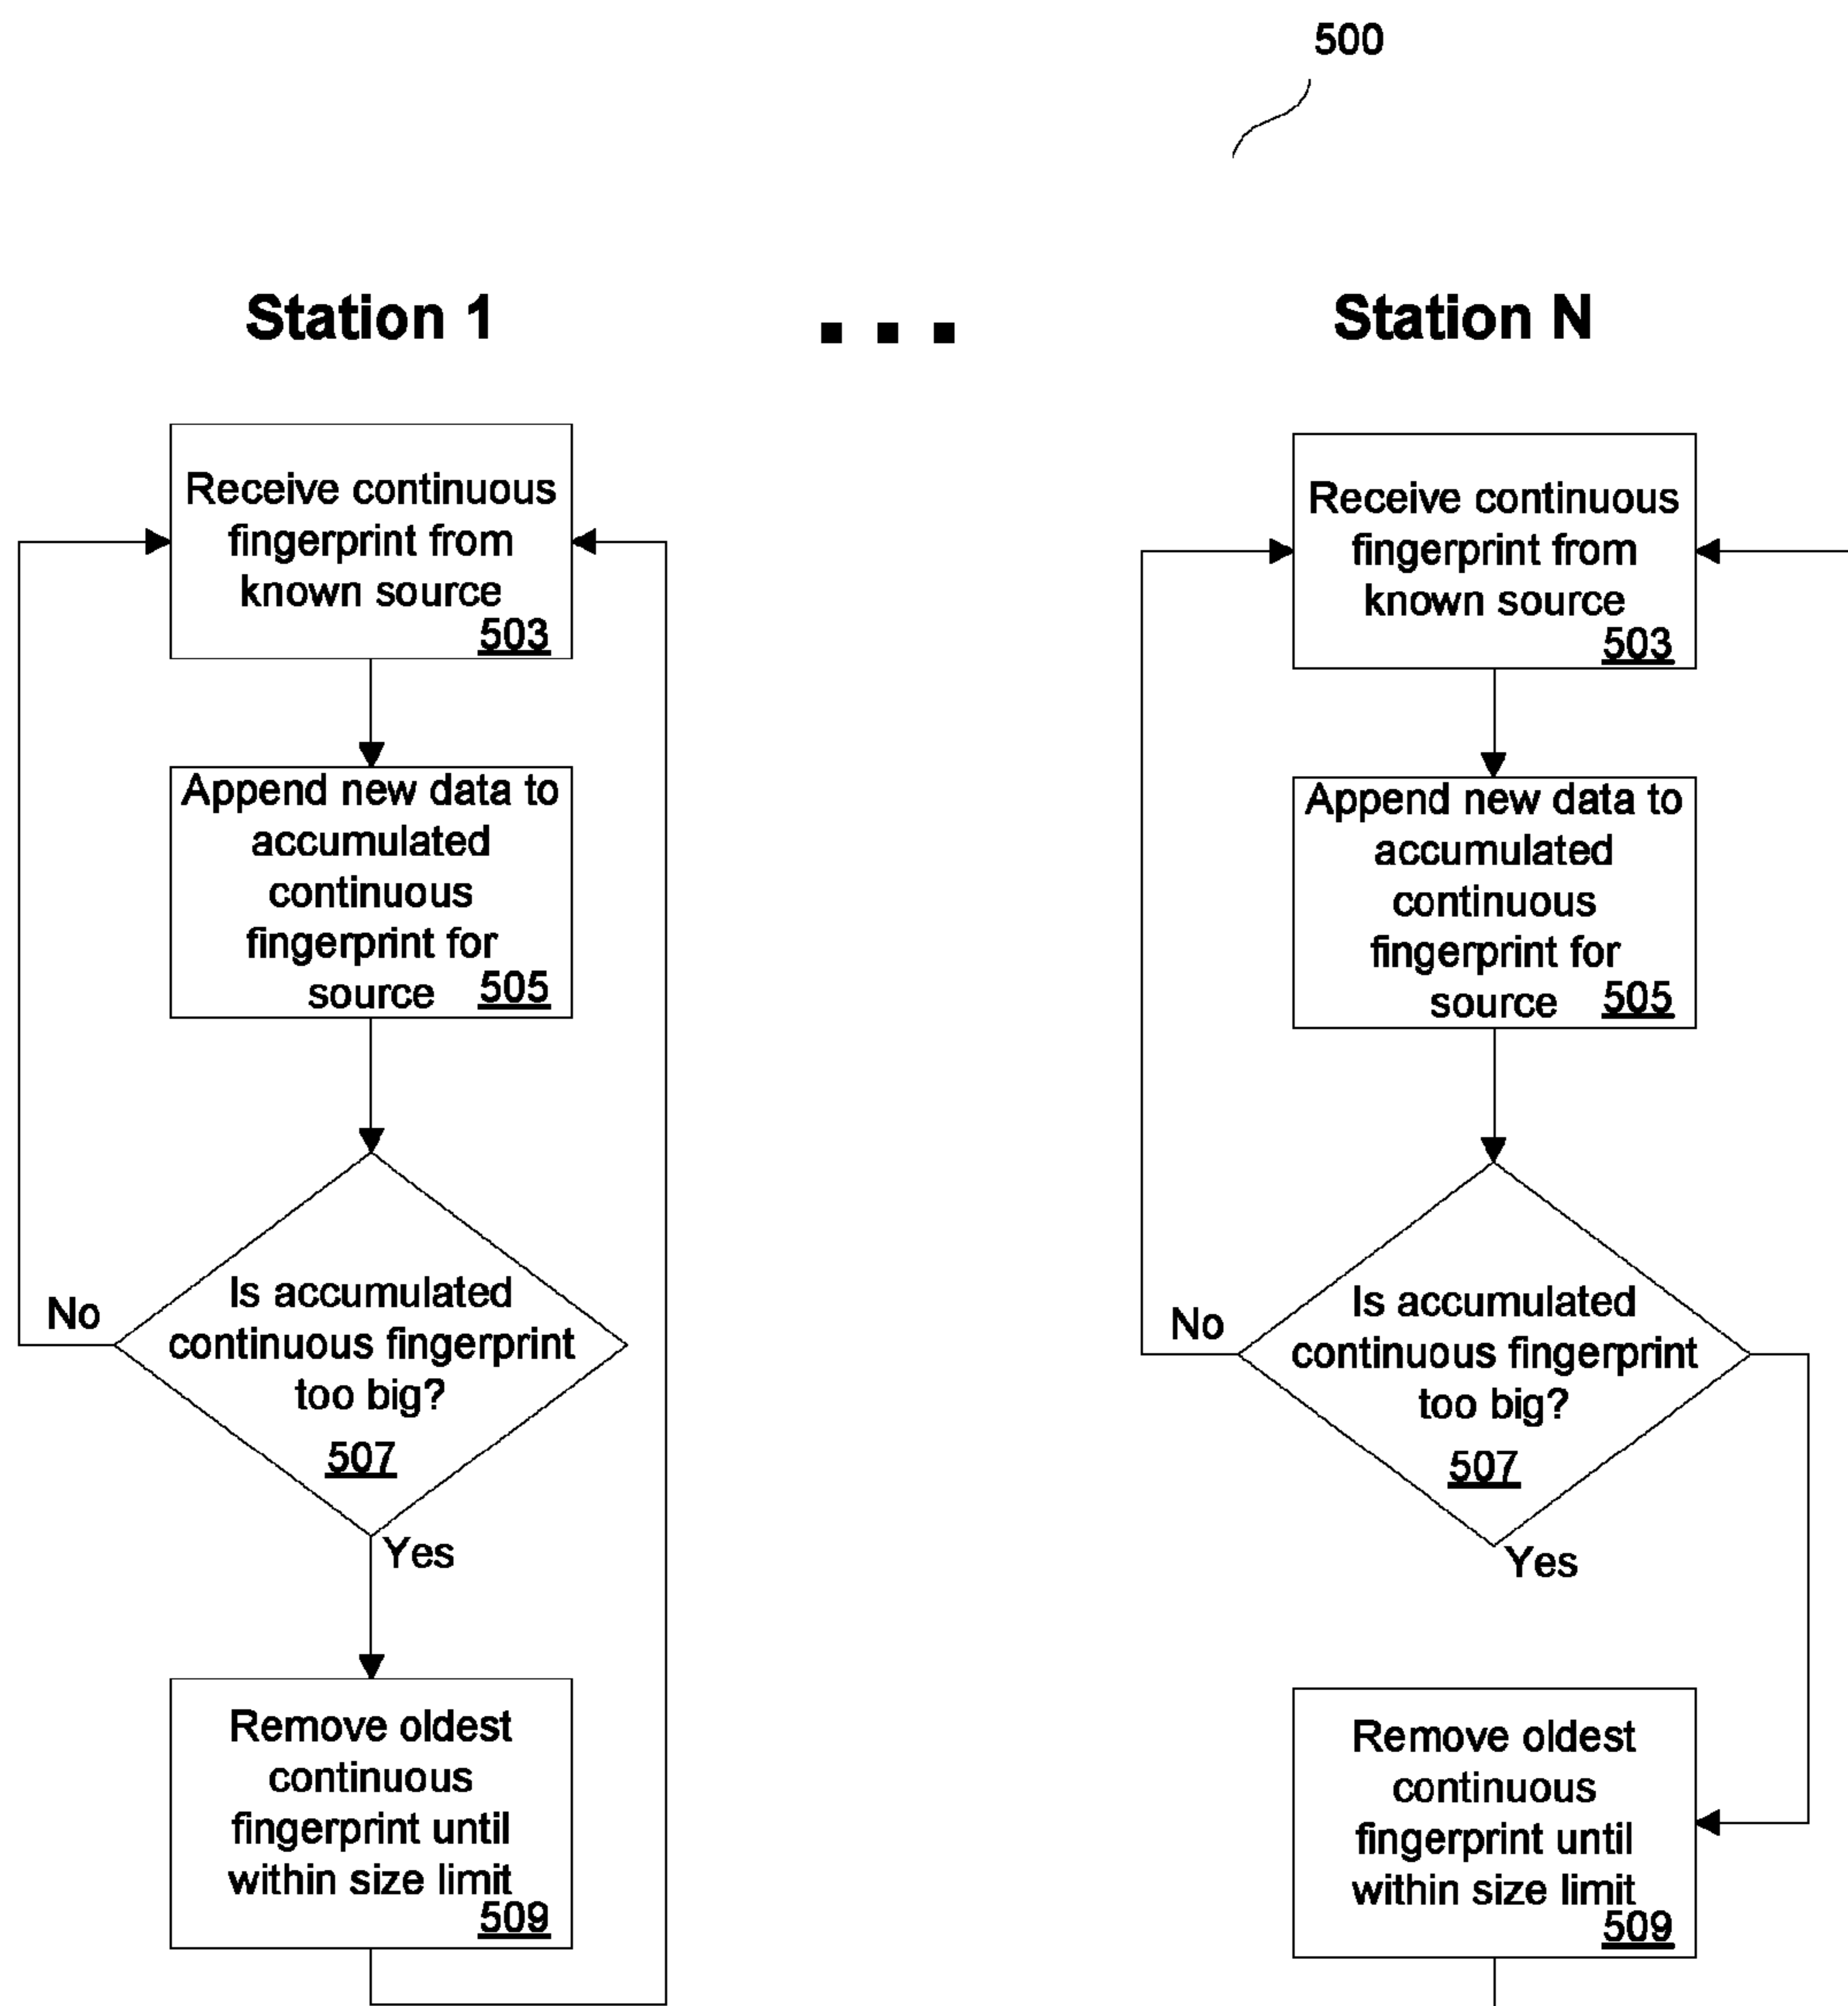 500
Station 1
...
Station N
Receive continuous
fingerprint from
known source
503
Append new data to
accumulated
continuous
fingerprint for
source 505
Is accumulated
continuous fingerprint
too big?
507
No
Yes
Remove oldest
continuous
fingerprint until
within size limit
509
Receive continuous
fingerprint from
known source
503
Append new data to
accumulated
continuous
fingerprint for
source 505
Is accumulated
continuous fingerprint
too big?
507
No
Yes
Remove oldest
continuous
fingerprint until
within size limit
509